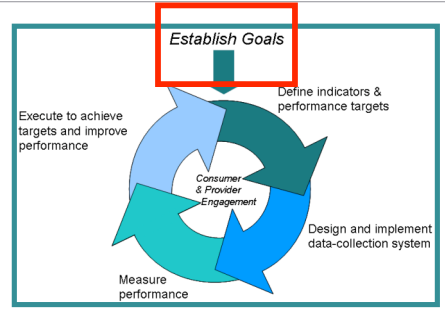 Establish Goals
Define indicators &
performance targets
Execute to achieve
targets and improve
performance
Consumer
& Provider
Engagement
Design and implement
data-collection system
Measure
performance